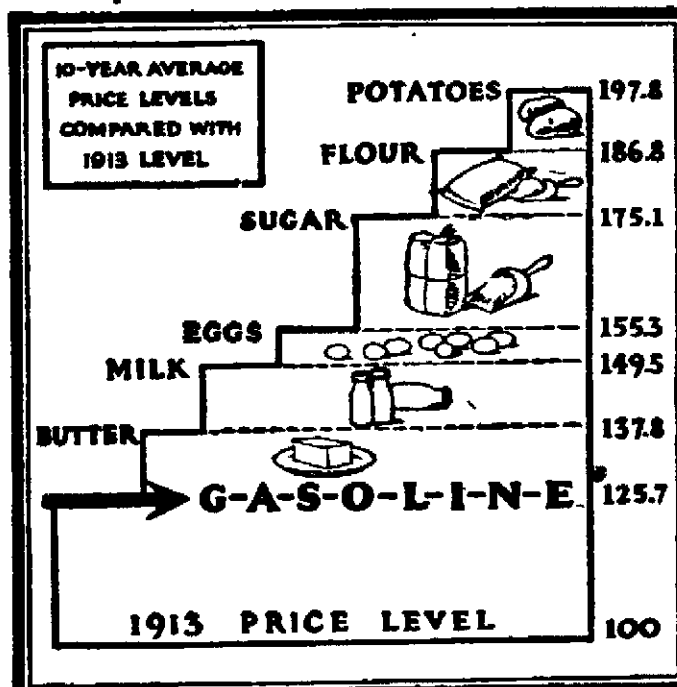 10-YEAR AVERAGE
PRICE LEVELS
COMPARED WITH
1913 LEVEL
POTATOES 197.8
FLOUR 186.8
SUGAR 175.1
EGGS 155.3
MILK 149.5
BUTTER 137.8
G-A-S-O-L-I-N-E 125.7
1913 PRICE LEVEL 100